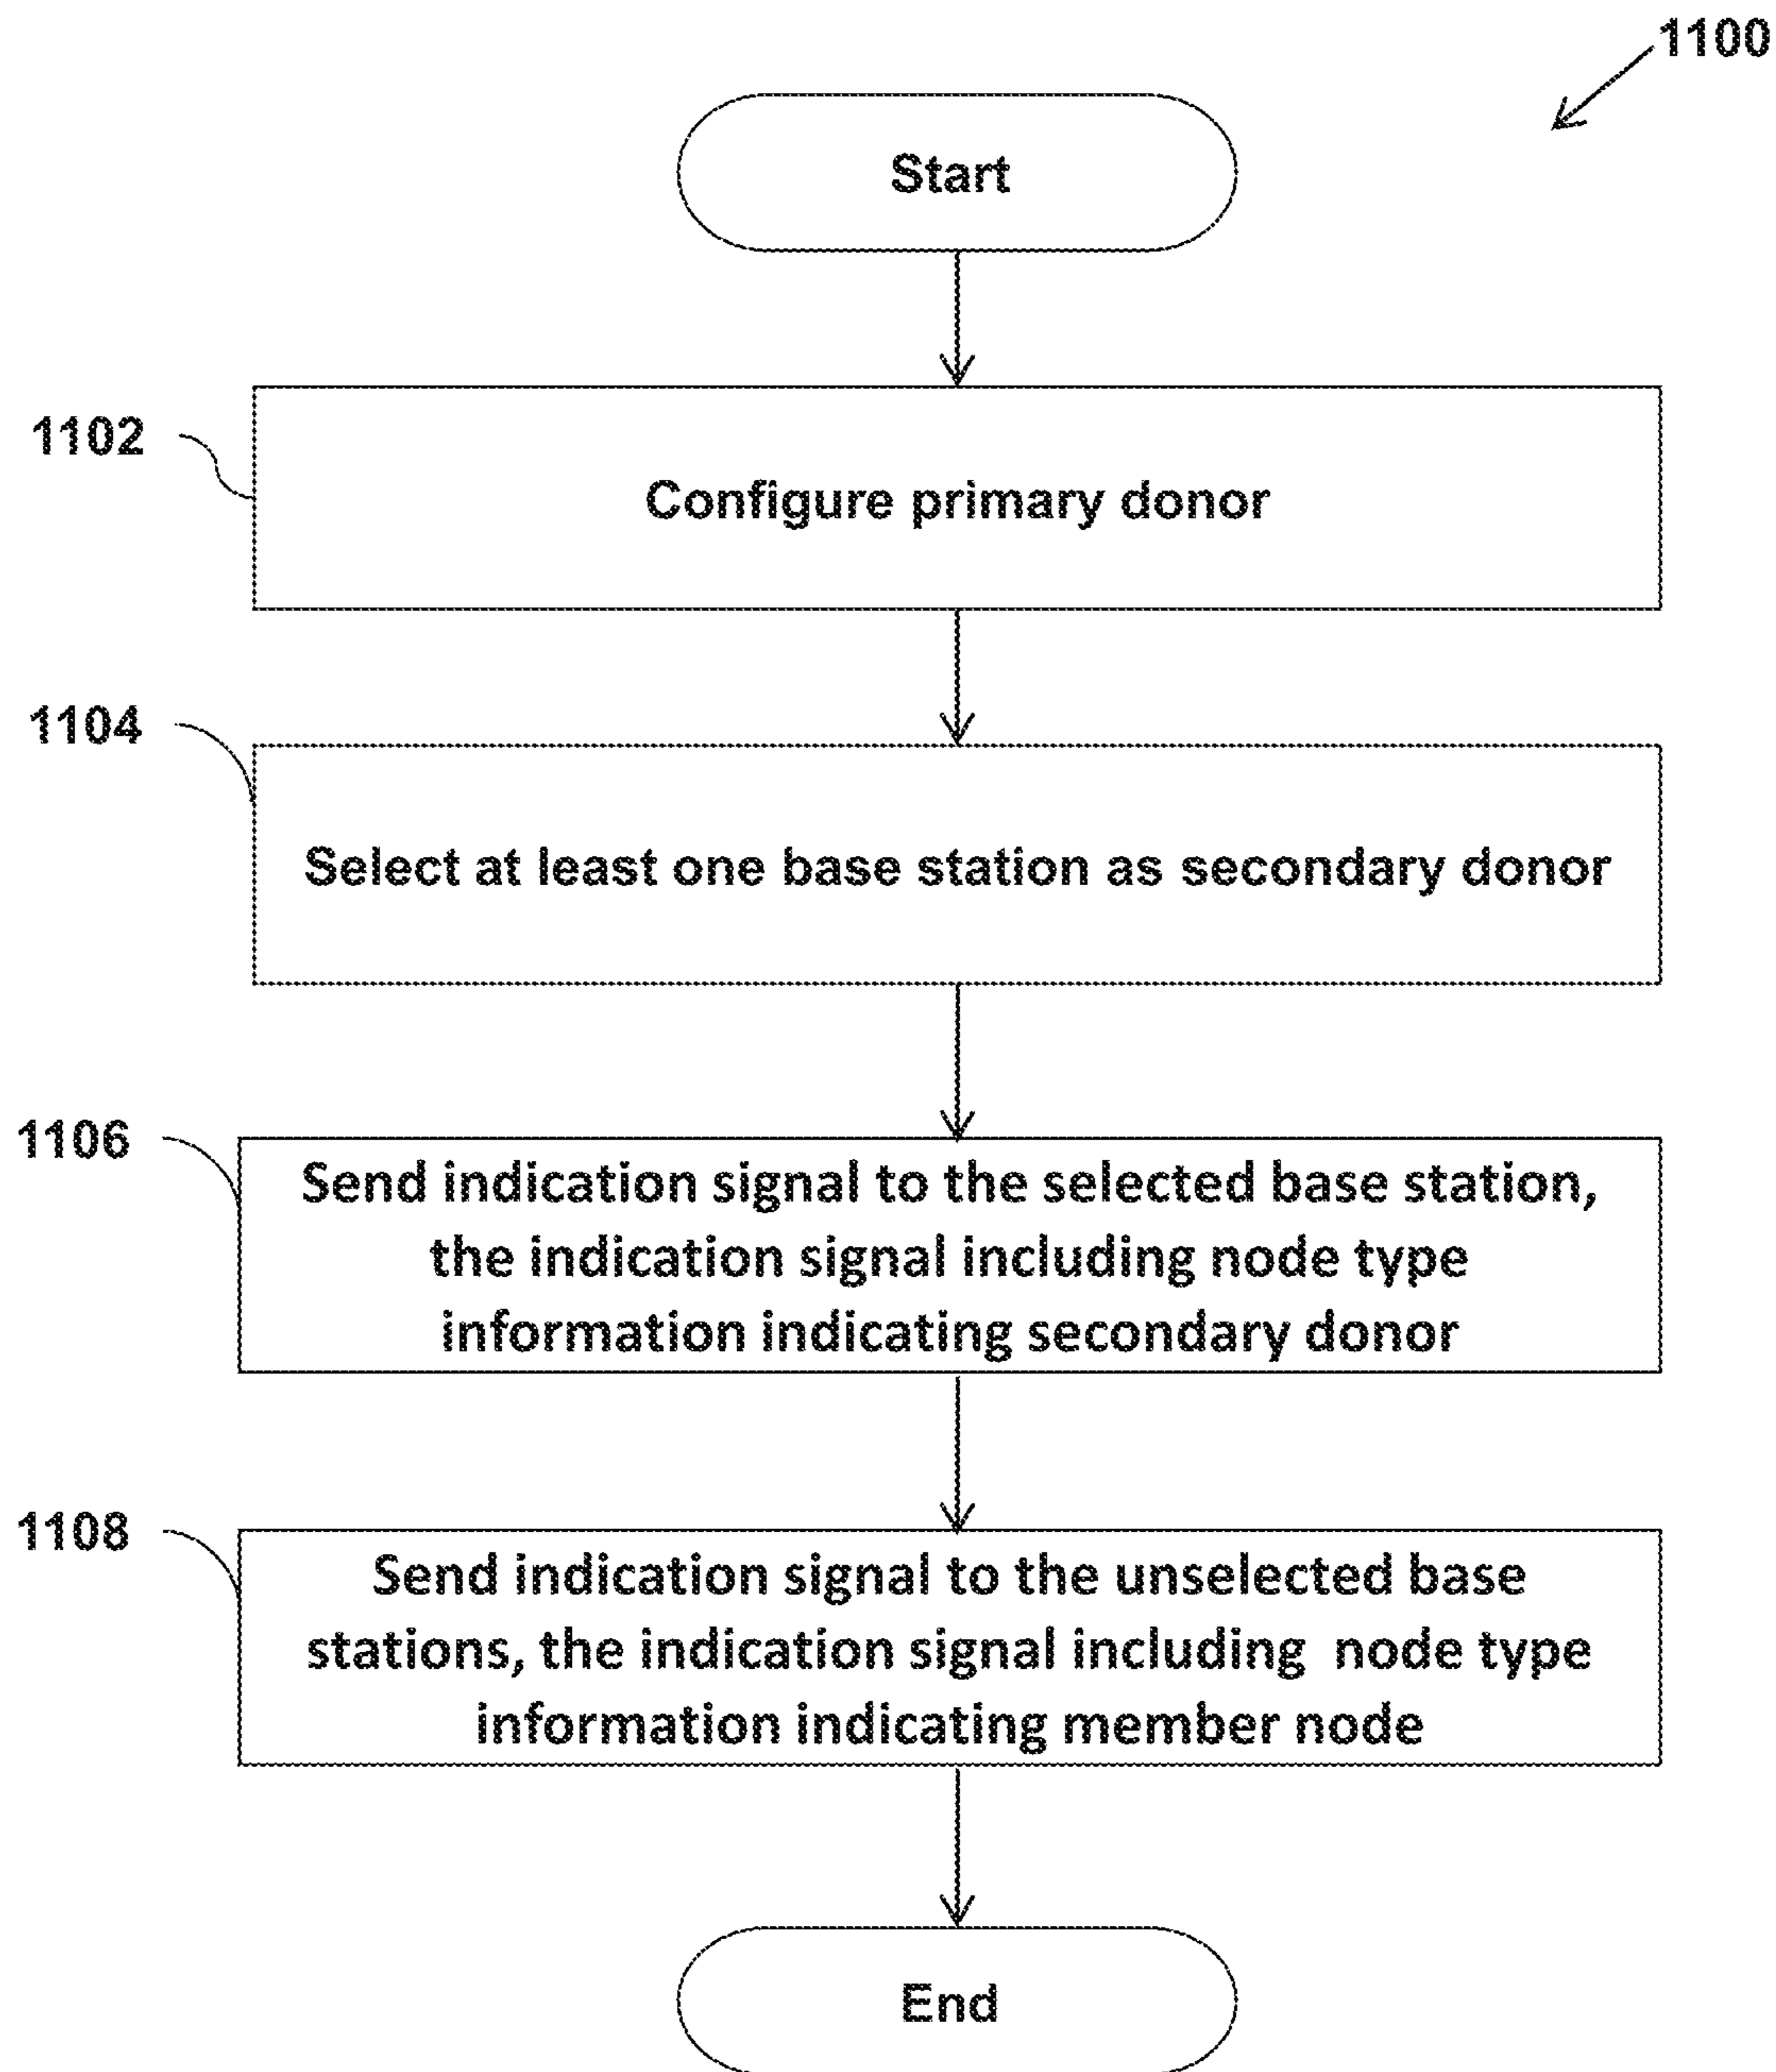 1100
Start
1102
Configure primary donor
1104
Select at least one base station as secondary donor
1106
Send indication signal to the selected base station,
the indication signal including node type
information indicating secondary donor
1108
Send indication signal to the unselected base
stations, the indication signal including node type
information indicating member node
End